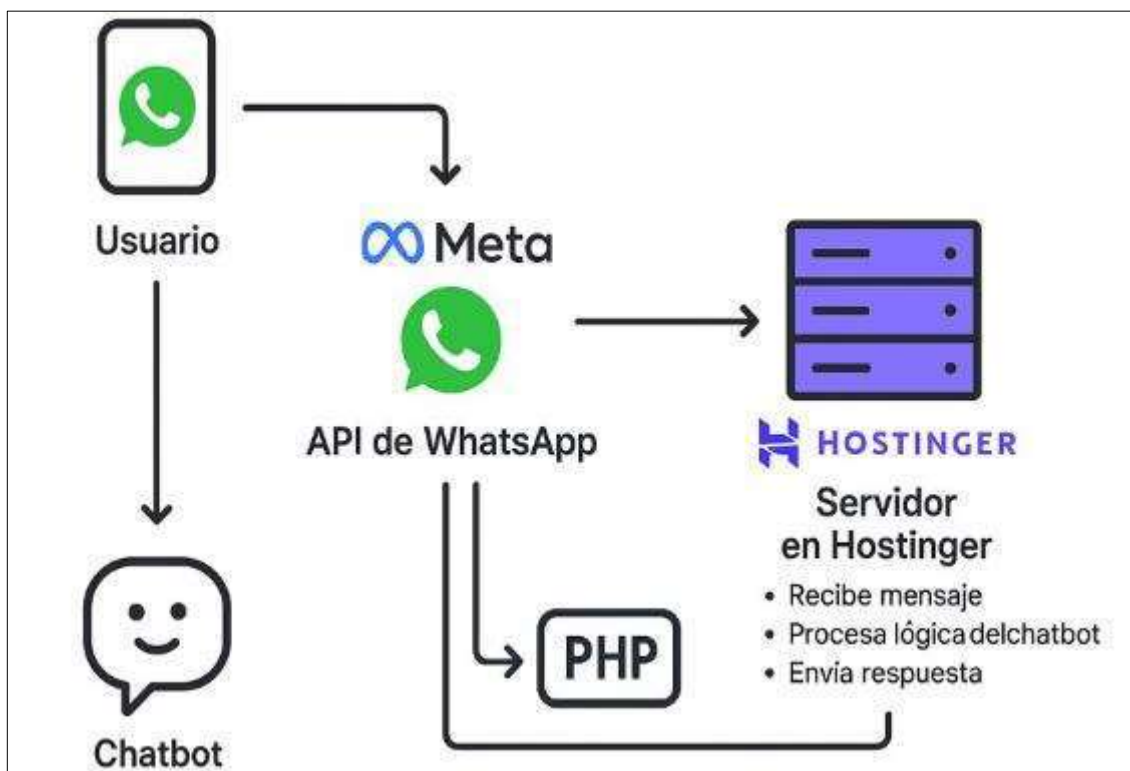 Usuario
Meta
API de WhatsApp
HOSTINGER
Servidor
en Hostinger
• Recibe mensaje
• Procesa lógica delchatbot
• Envía respuesta
PHP
Chatbot